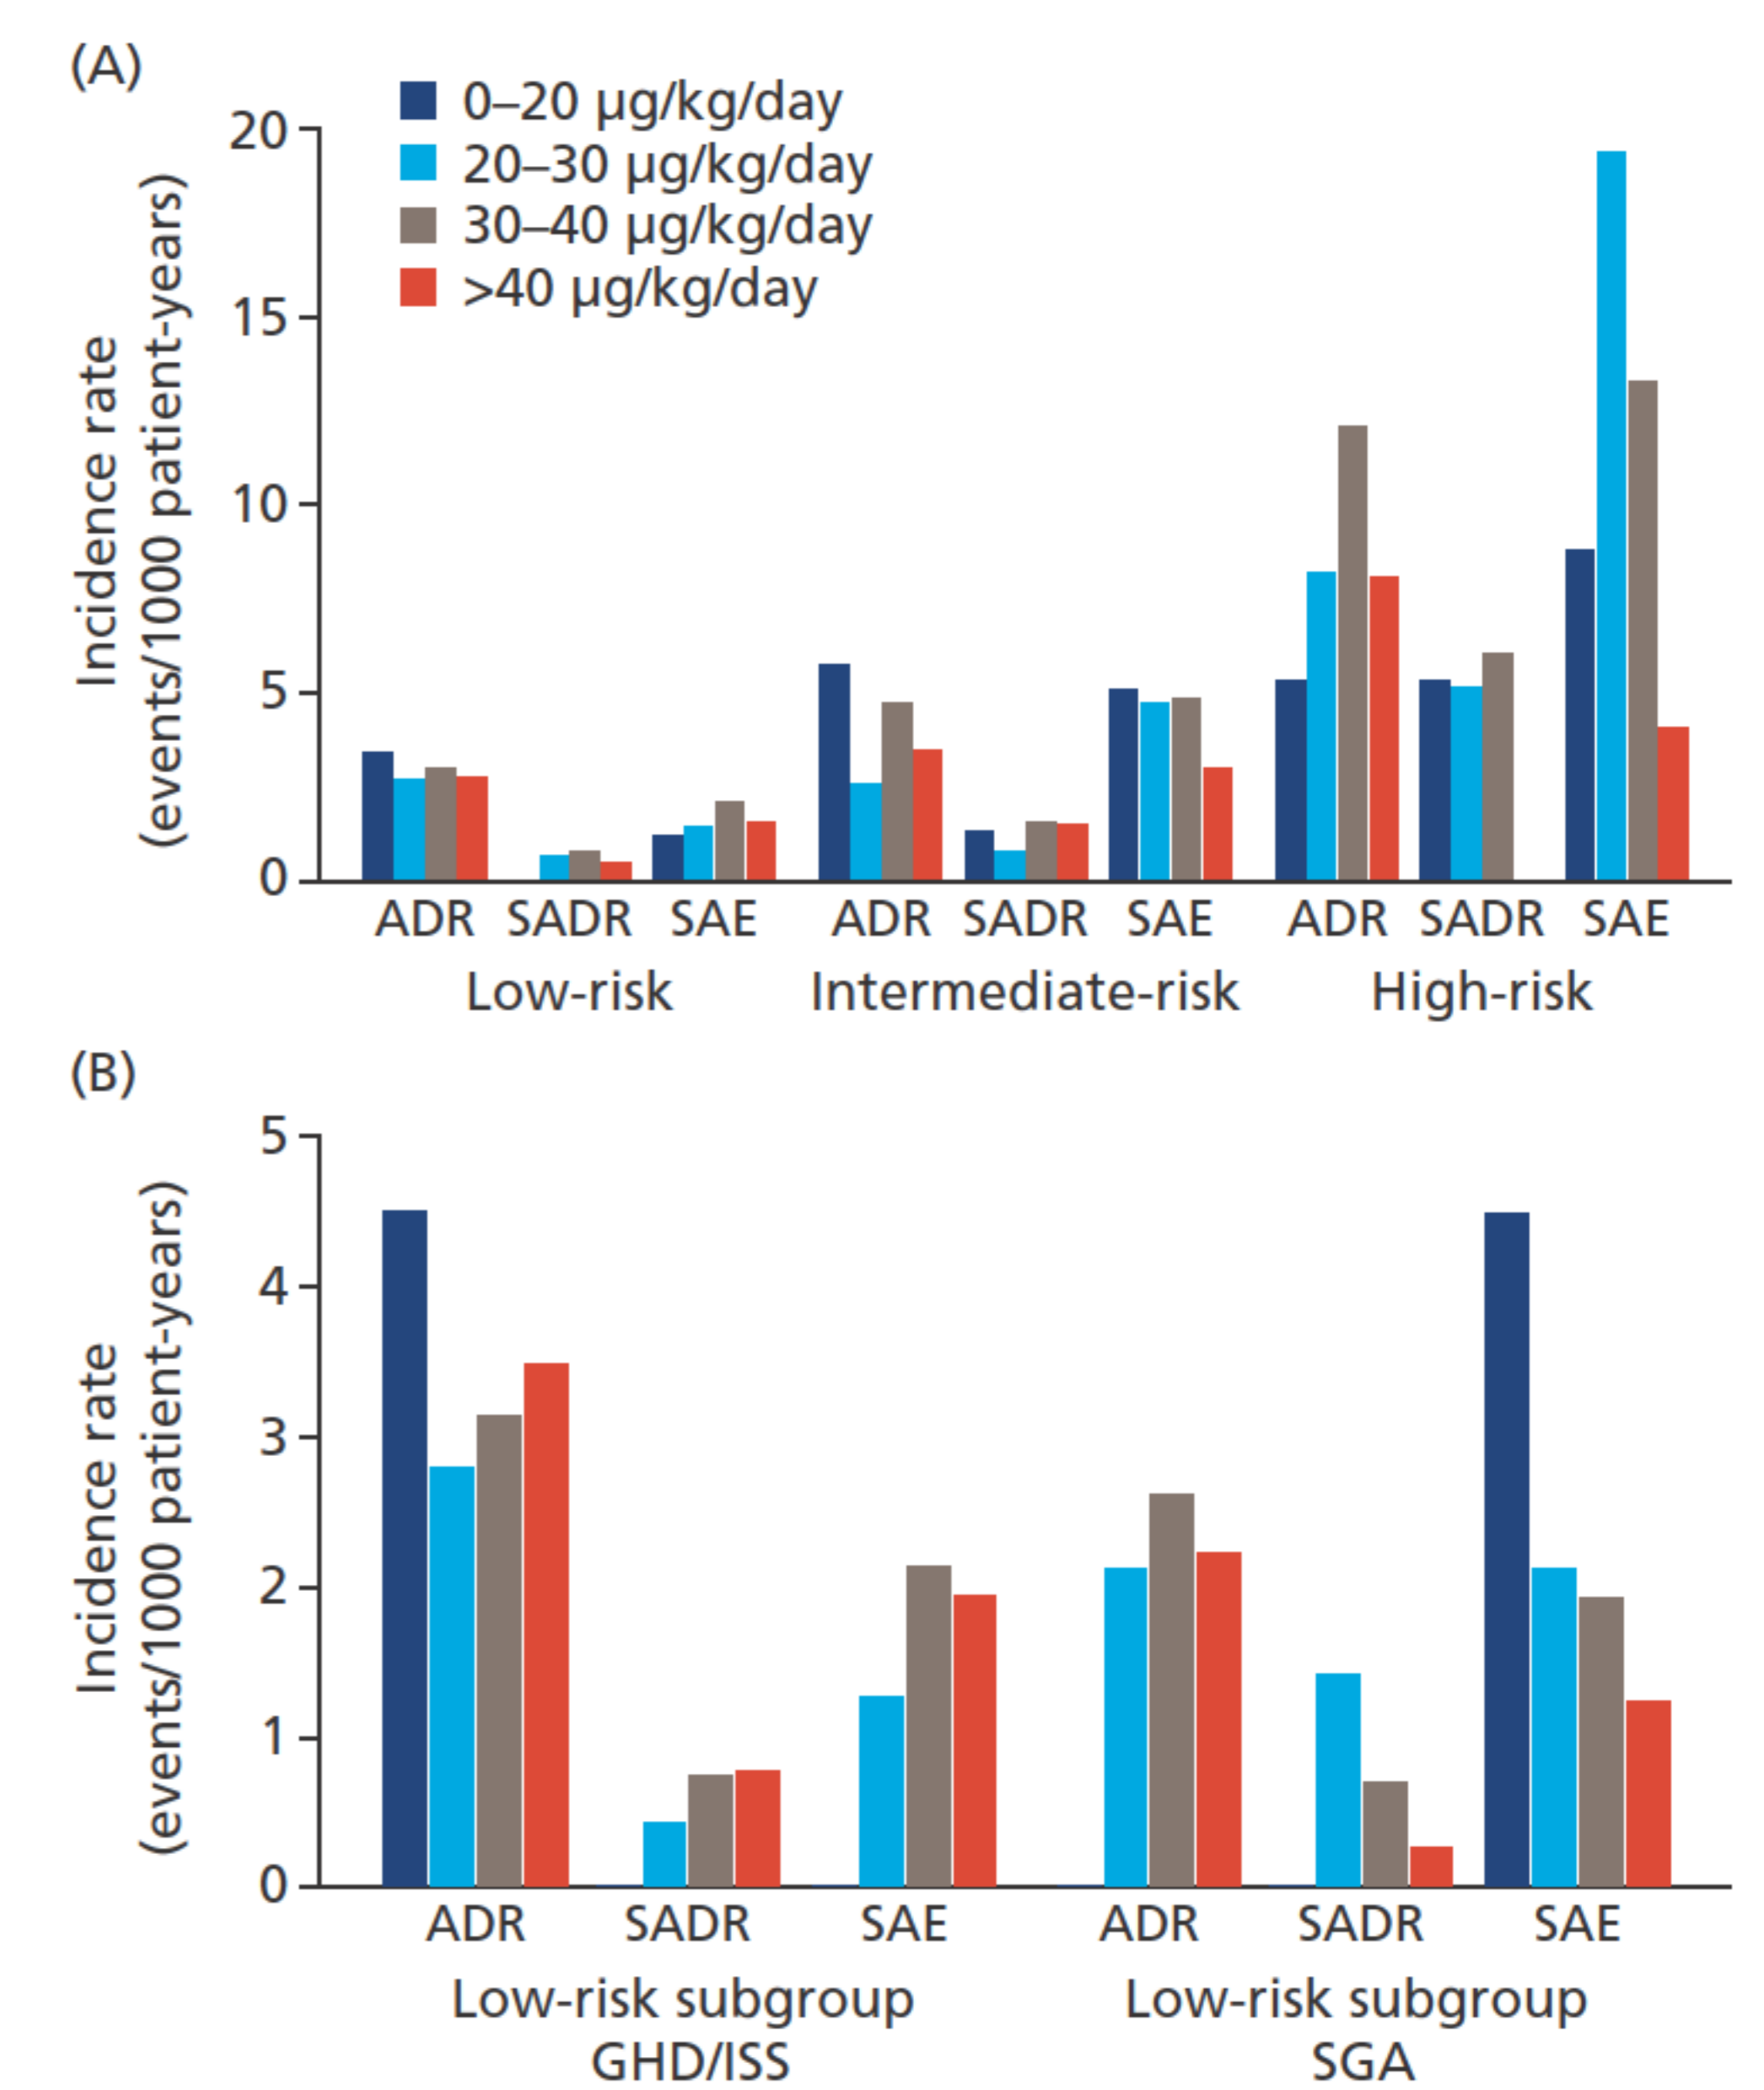 (A)
0–20 µg/kg/day
20–30 µg/kg/day
30–40 µg/kg/day
>40 µg/kg/day
Incidence rate
(events/1000 patient-years)
20
15
10
5
0
ADR SADR SAE ADR SADR SAE ADR SADR SAE
Low-risk Intermediate-risk High-risk
(B)
Incidence rate
(events/1000 patient-years)
5
4
3
2
1
0
ADR SADR SAE ADR SADR SAE
Low-risk subgroup Low-risk subgroup
GHD/ISS SGA